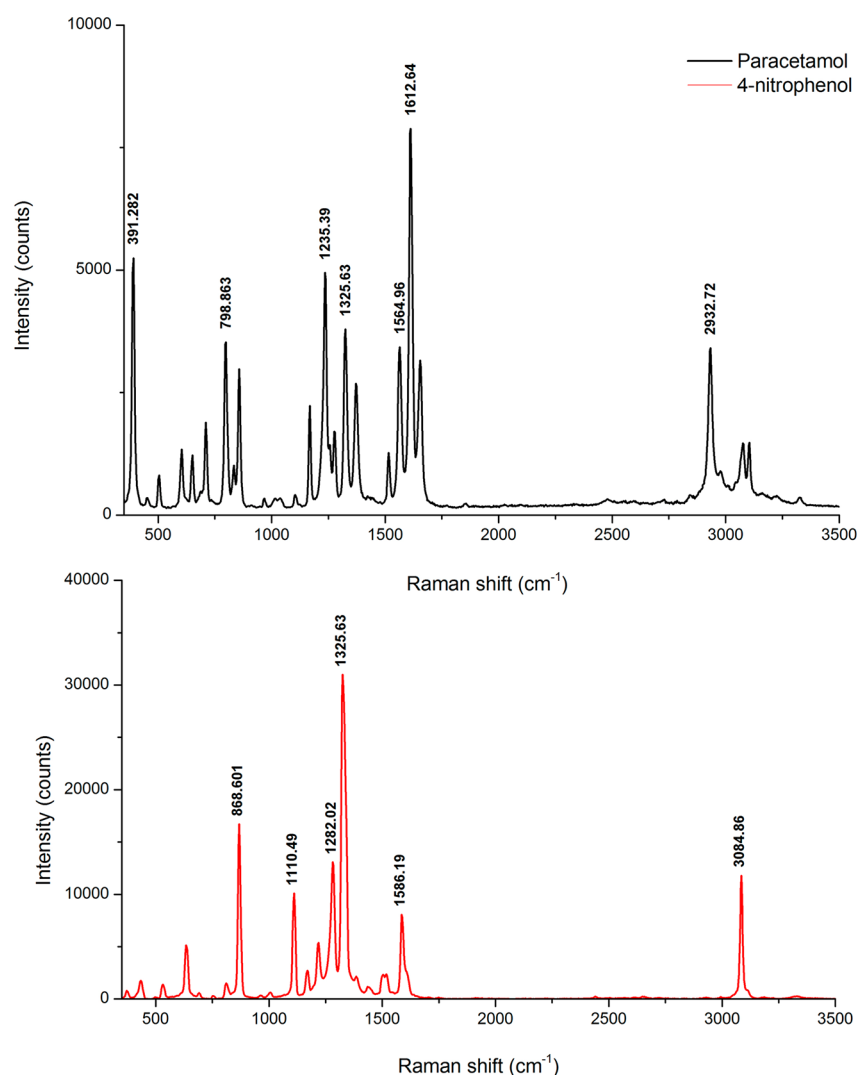 10000
5000
0
Intensity (counts)
391.282
798.863
1235.39
1325.63
1564.96
1612.64
2932.72
Paracetamol
4-nitrophenol
500 1000 1500 2000 2500 3000 3500
Raman shift (cm⁻¹)
40000
30000
20000
10000
0
Intensity (counts)
868.601
1110.49
1282.02
1325.63
1586.19
3084.86
500 1000 1500 2000 2500 3000 3500
Raman shift (cm⁻¹)